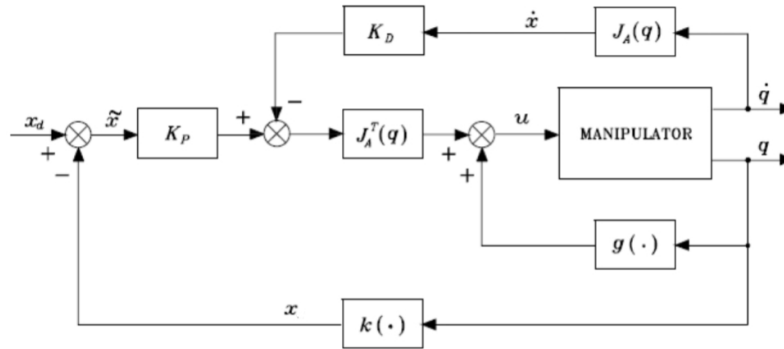 K_D ẋ J_A(q)
− q̇
x_d x̃ K_P + J_A^T(q) u MANIPULATOR
+ + q
− +
g(·)
x k(·)